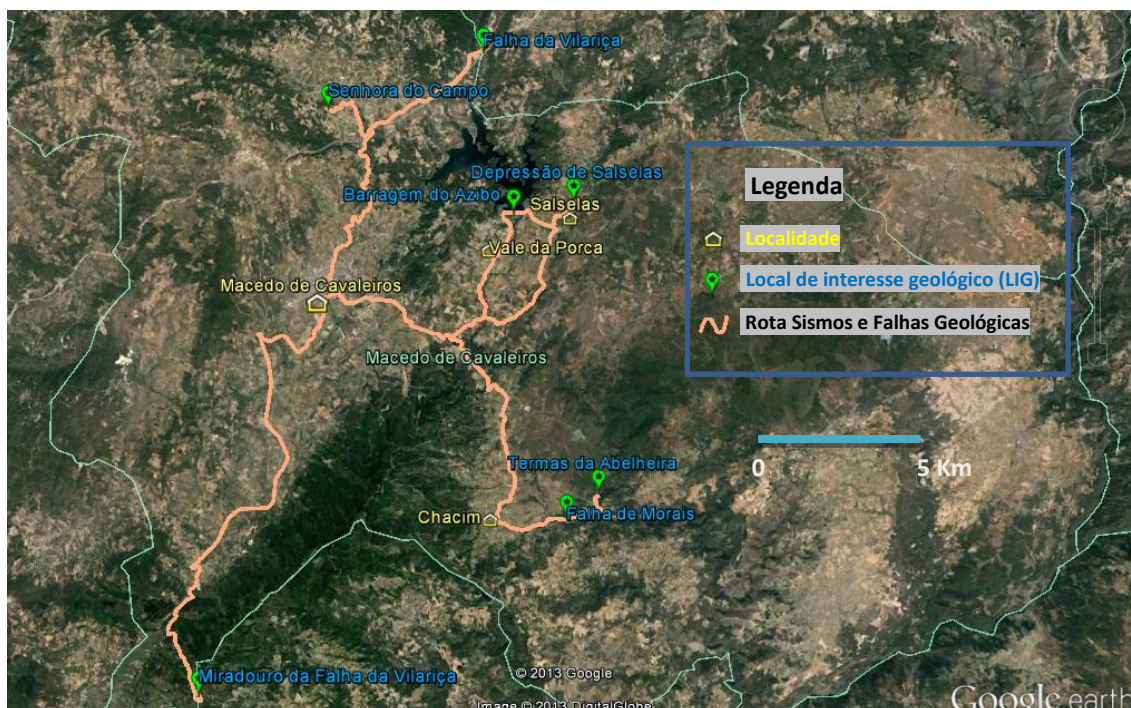 Falha da Vilariça
Senhora do Campo
Depressão de Salselas
Barragem do Azibo
Salselas
Vale da Porca
Macedo de Cavaleiros
Macedo de Cavaleiros
Termas da Abelheira
Chacim
Falha de Morais
Miradouro da Falha da Vilariça
Legenda
Localidade
Local de interesse geológico (LIG)
Rota Sismos e Falhas Geológicas
0 5 Km
© 2013 Google
Image © 2013 DigitalGlobe
Google earth